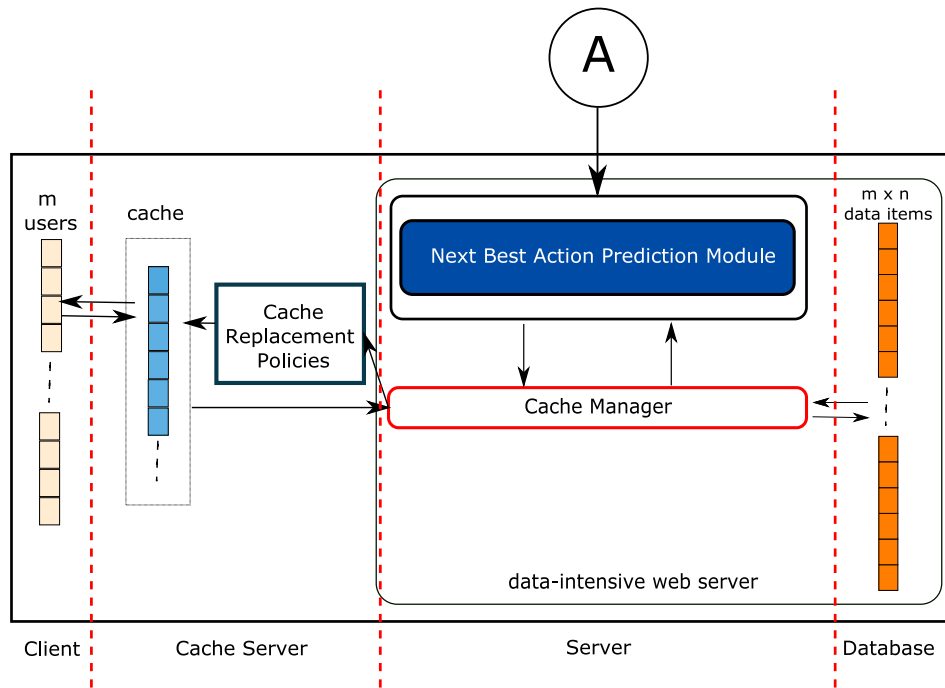 A
m
users
cache
Cache
Replacement
Policies
Next Best Action Prediction Module
Cache Manager
m x n
data items
data-intensive web server
Client
Cache Server
Server
Database